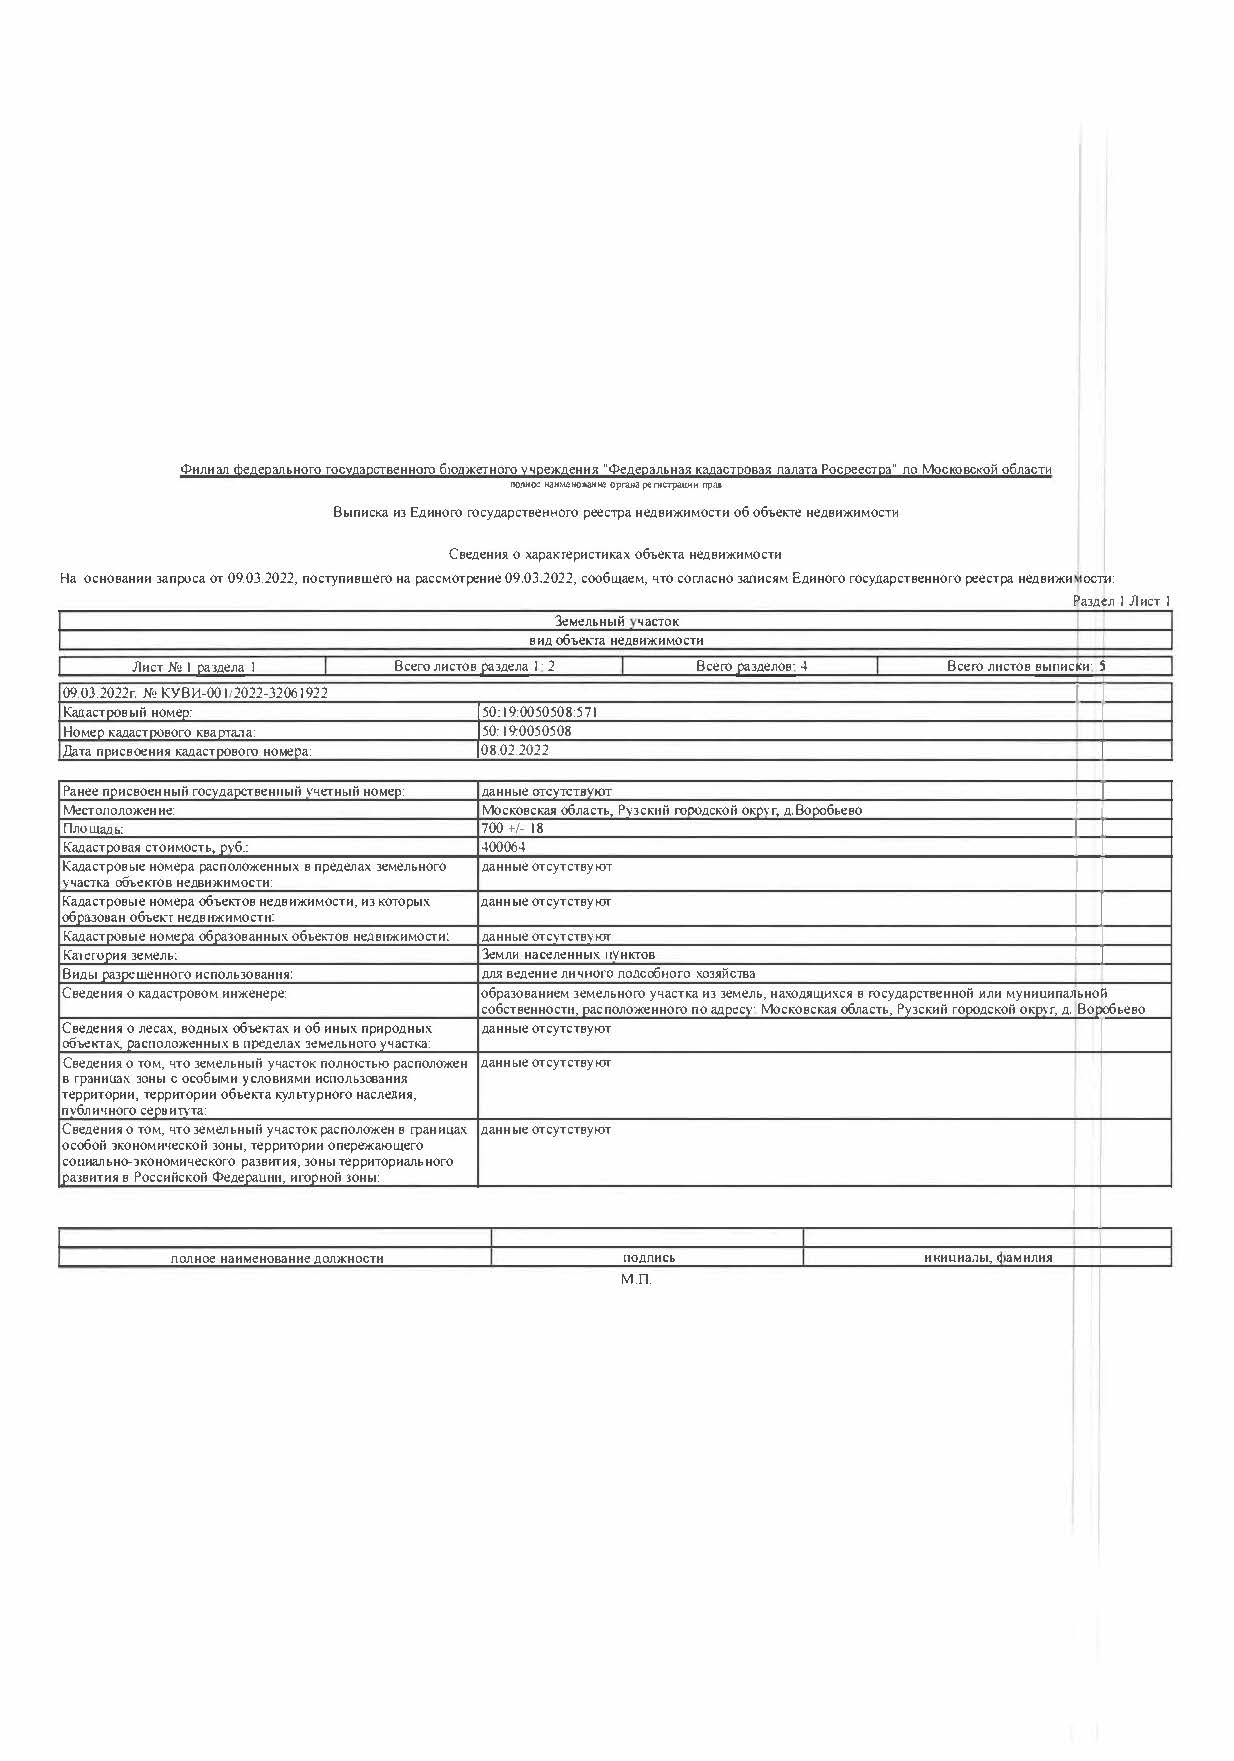 Филиал федерального государственного бюджетного учреждения "Федеральная кадастровая палата Росреестра" по Московской области
полное наименование органа регистрации прав
Выписка из Единого государственного реестра недвижимости об объекте недвижимости
Сведения о характеристиках объекта недвижимости
На основании запроса от 09.03.2022, поступившего на рассмотрение 09.03.2022, сообщаем, что согласно записям Единого государственного реестра недвижимости:
Раздел 1 Лист 1
Земельный участок
вид объекта недвижимости
Лист № 1 раздела 1 Всего листов раздела 1: 2 Всего разделов: 4 Всего листов выписки: 5
09.03.2022г. № КУВИ-001/2022-32061922
Кадастровый номер: 50:19:0050508:571
Номер кадастрового квартала: 50:19:0050508
Дата присвоения кадастрового номера: 08.02.2022
Ранее присвоенный государственный учетный номер: данные отсутствуют
Местоположение: Московская область, Рузский городской округ, д.Воробьево
Площадь: 700 +/- 18
Кадастровая стоимость, руб.: 400064
Кадастровые номера расположенных в пределах земельного данные отсутствуют
участка объектов недвижимости:
Кадастровые номера объектов недвижимости, из которых данные отсутствуют
образован объект недвижимости:
Кадастровые номера образованных объектов недвижимости: данные отсутствуют
Категория земель: Земли населенных пунктов
Виды разрешенного использования: для ведение личного подсобного хозяйства
Сведения о кадастровом инженере: образованием земельного участка из земель, находящихся в государственной или муниципальной
собственности, расположенного по адресу: Московская область, Рузский городской округ, д. Воробьево
Сведения о лесах, водных объектах и об иных природных данные отсутствуют
объектах, расположенных в пределах земельного участка:
Сведения о том, что земельный участок полностью расположен данные отсутствуют
в границах зоны с особыми условиями использования
территории, территории объекта культурного наследия,
публичного сервитута:
Сведения о том, что земельный участок расположен в границах данные отсутствуют
особой экономической зоны, территории опережающего
социально-экономического развития, зоны территориального
развития в Российской Федерации, игорной зоны:
полное наименование должности подпись инициалы, фамилия
М.П.